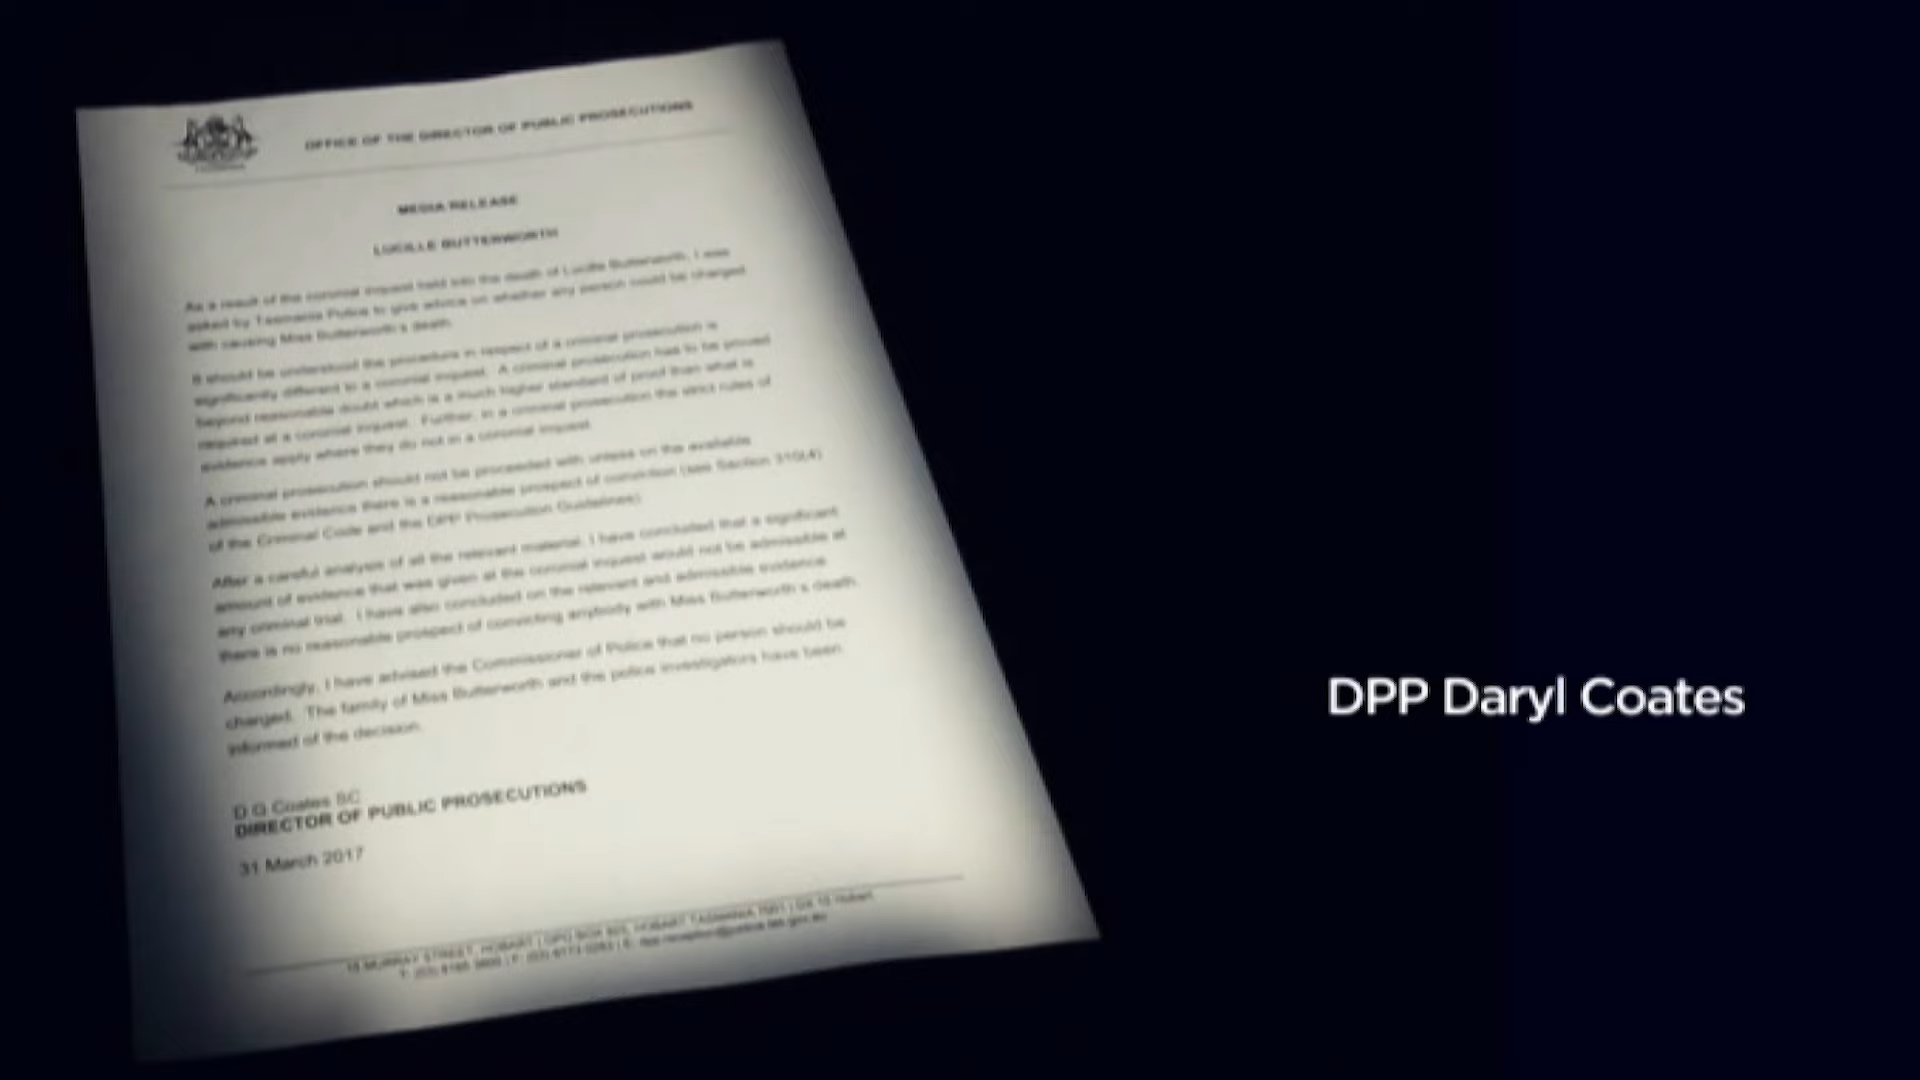 TASMANIA
OFFICE OF THE DIRECTOR OF PUBLIC PROSECUTIONS
MEDIA RELEASE
LUCILLE BUTTERWORTH
As a result of the coronial inquest held into the death of Lucille Butterworth, I was
asked by Tasmania Police to give advice on whether any person could be charged
with causing Miss Butterworth's death.
It should be understood the procedure in respect of a criminal prosecution is
significantly different to a coronial inquest. A criminal prosecution has to be proved
beyond reasonable doubt which is a much higher standard of proof than what is
required at a coronial inquest. Further, in a criminal prosecution the strict rules of
evidence apply where they do not in a coronial inquest.
A criminal prosecution should not be proceeded with unless on the available
admissible evidence there is a reasonable prospect of conviction (see Section 310(4)
of the Criminal Code and the DPP Prosecution Guidelines).
After a careful analysis of all the relevant material, I have concluded that a significant
amount of evidence that was given at the coronial inquest would not be admissible at
any criminal trial. I have also concluded on the relevant and admissible evidence
there is no reasonable prospect of convicting anybody with Miss Butterworth's death.
Accordingly, I have advised the Commissioner of Police that no person should be
charged. The family of Miss Butterworth and the police investigators have been
informed of the decision.
D G Coates SC
DIRECTOR OF PUBLIC PROSECUTIONS
31 March 2017
MURRAY STREET, HOBART | GPO BOX HOBART TASMANIA 7001 | Hobart
DPP Daryl Coates